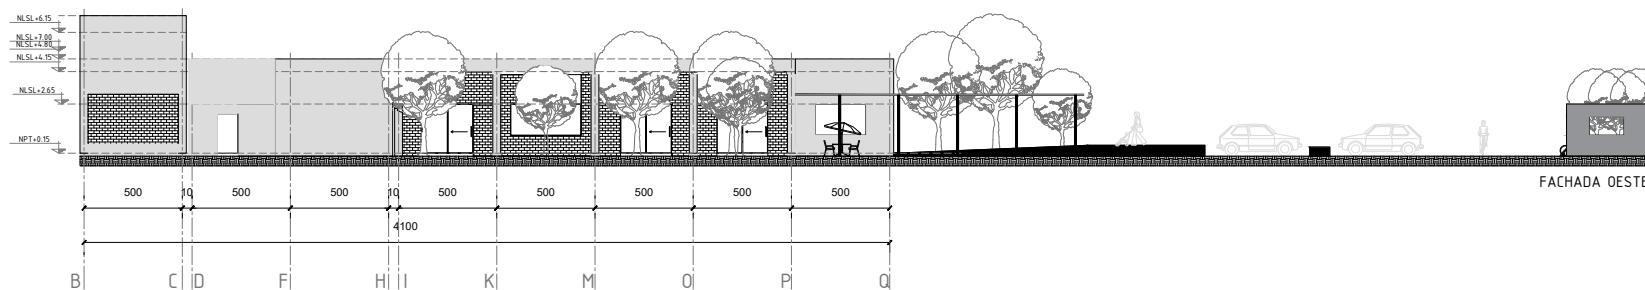 NLSL+6.15
NLSL+7.00
NLSL+4.80
NLSL+4.15
NLSL+2.65
NPT+0.15
FACHADA OESTE
500 10 500 500 10 500 500 500 500 500
4100
B C D F H I K M O P Q